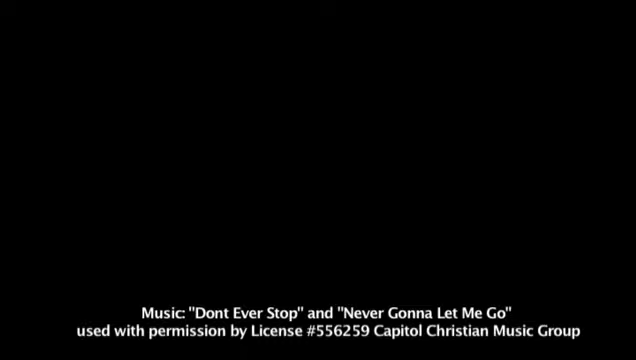 Music: "Dont Ever Stop" and "Never Gonna Let Me Go"
used with permission by License #556259 Capitol Christian Music Group